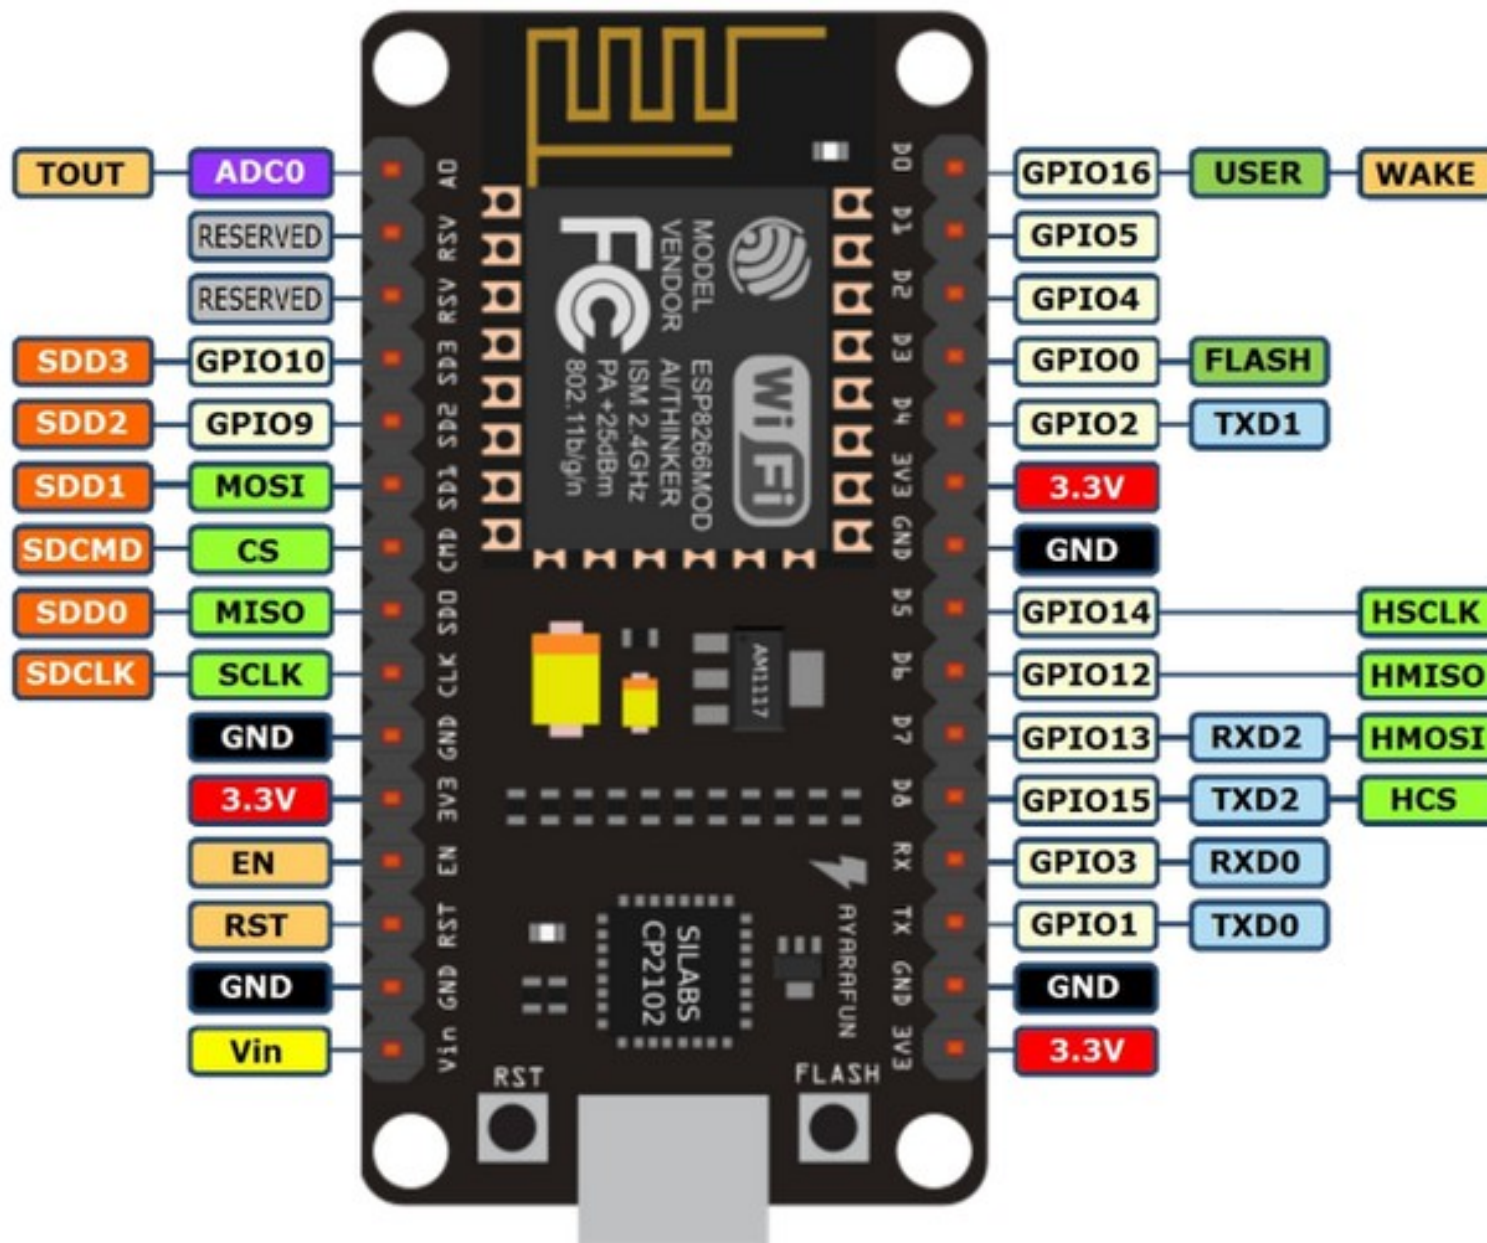 TOUT ADC0 A0 D0 GPIO16 USER WAKE
RESERVED RSV D1 GPIO5
RESERVED RSV D2 GPIO4
SDD3 GPIO10 SD3 D3 GPIO0 FLASH
SDD2 GPIO9 SD2 D4 GPIO2 TXD1
SDD1 MOSI SD1 3V3 3.3V
SDCMD CS CMD GND GND
SDD0 MISO SD0 D5 GPIO14 HSCLK
SDCLK SCLK CLK D6 GPIO12 HMISO
GND GND D7 GPIO13 RXD2 HMOSI
3.3V 3V3 D8 GPIO15 TXD2 HCS
EN EN RX GPIO3 RXD0
RST RST TX GPIO1 TXD0
GND GND GND GND
Vin Vin 3V3 3.3V
MODEL
VENDOR
FC
WiFi
ESP8266MOD
AI/THINKER
ISM 2.4GHz
PA +25dBm
802.11b/g/n
AM1117
SILABS
CP2102
AYARAFUN
RST
FLASH